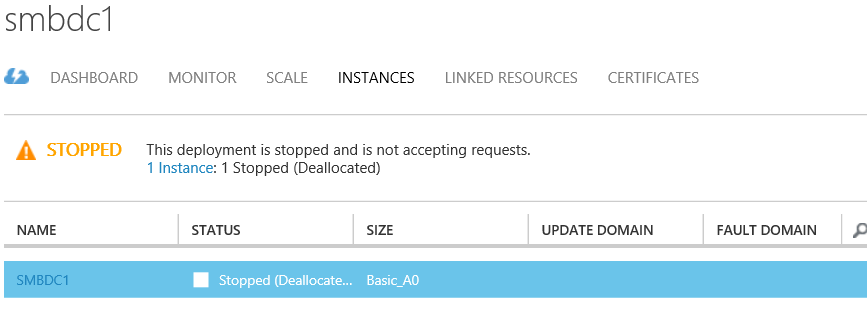 smbdc1
DASHBOARD MONITOR SCALE INSTANCES LINKED RESOURCES CERTIFICATES
STOPPED This deployment is stopped and is not accepting requests.
1 Instance: 1 Stopped (Deallocated)
NAME STATUS SIZE UPDATE DOMAIN FAULT DOMAIN
SMBDC1 Stopped (Deallocate... Basic_A0